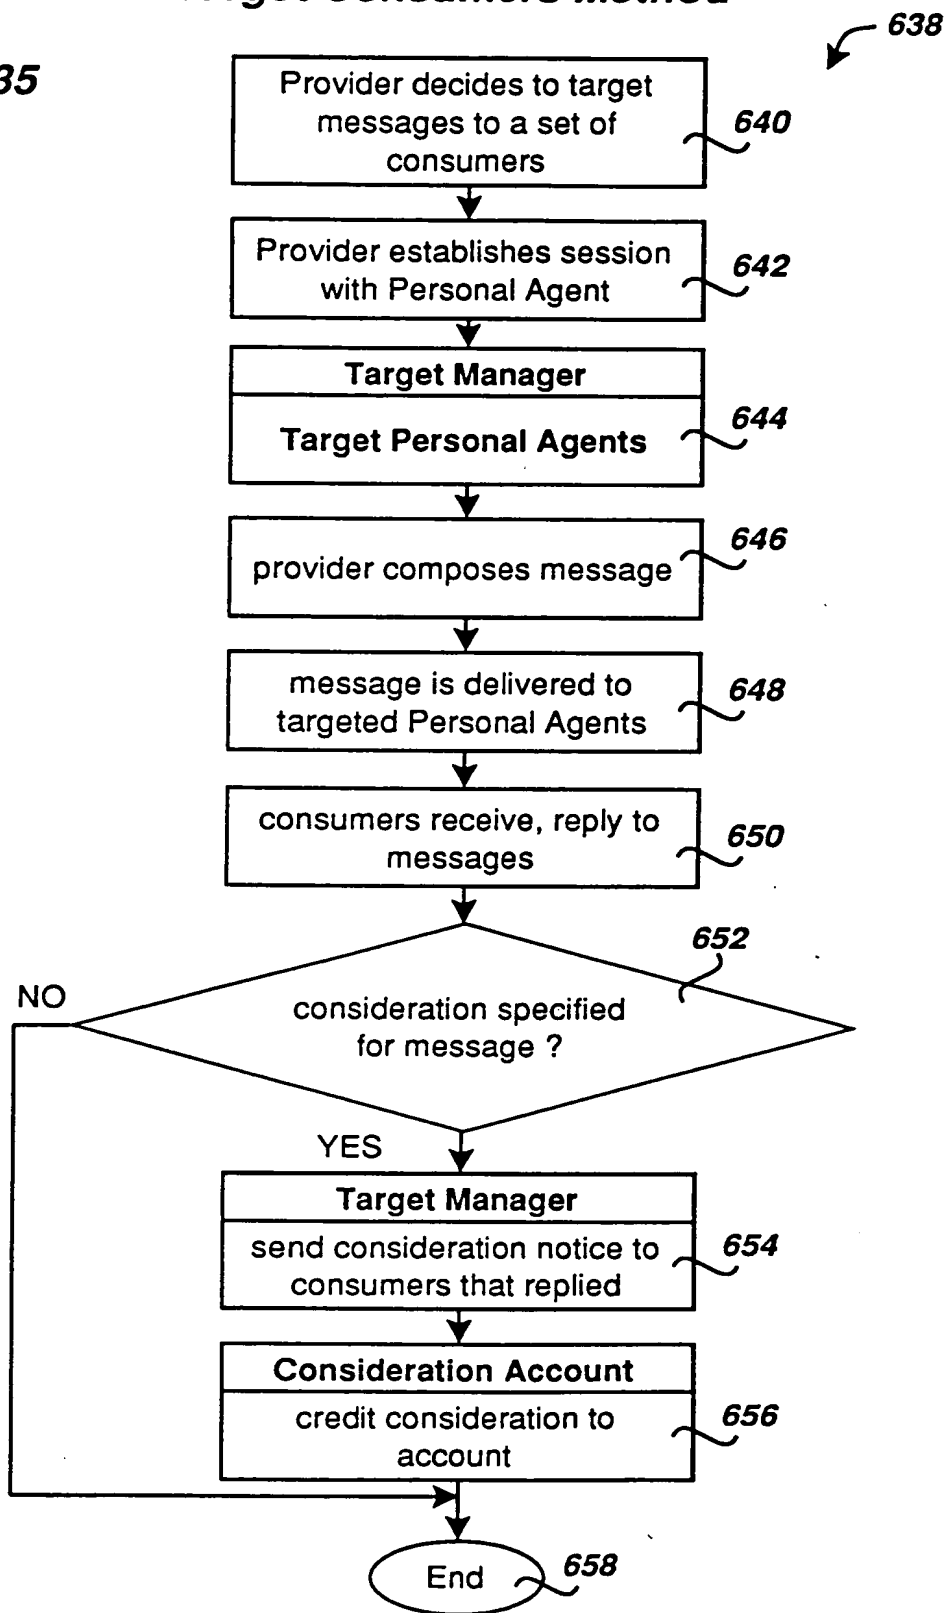 Target Consumers Method
638
35
Provider decides to target
messages to a set of
consumers
640
Provider establishes session
with Personal Agent
642
Target Manager
Target Personal Agents
644
provider composes message
646
message is delivered to
targeted Personal Agents
648
consumers receive, reply to
messages
650
652
consideration specified
for message ?
NO
YES
Target Manager
send consideration notice to
consumers that replied
654
Consideration Account
credit consideration to
account
656
End
658